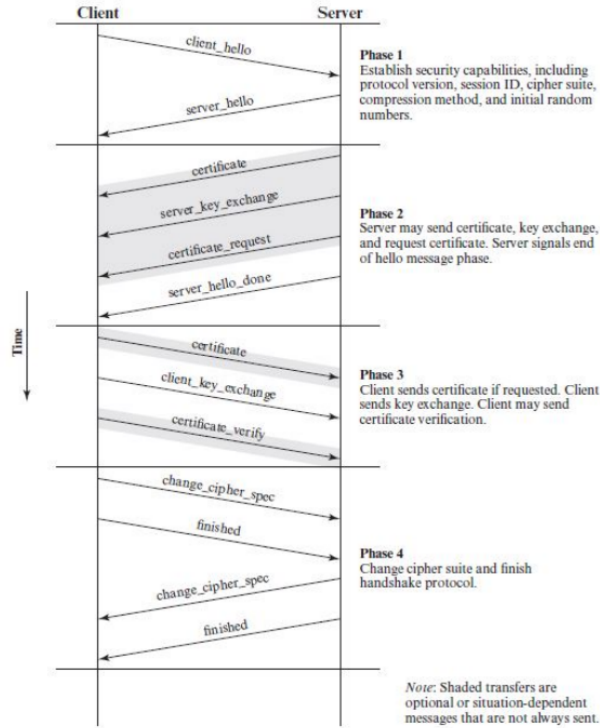 Client
Server
client_hello
server_hello
Phase 1
Establish security capabilities, including
protocol version, session ID, cipher suite,
compression method, and initial random
numbers.
certificate
server_key_exchange
certificate_request
server_hello_done
Phase 2
Server may send certificate, key exchange,
and request certificate. Server signals end
of hello message phase.
Time
certificate
client_key_exchange
certificate_verify
Phase 3
Client sends certificate if requested. Client
sends key exchange. Client may send
certificate verification.
change_cipher_spec
finished
change_cipher_spec
finished
Phase 4
Change cipher suite and finish
handshake protocol.
Note: Shaded transfers are
optional or situation-dependent
messages that are not always sent.